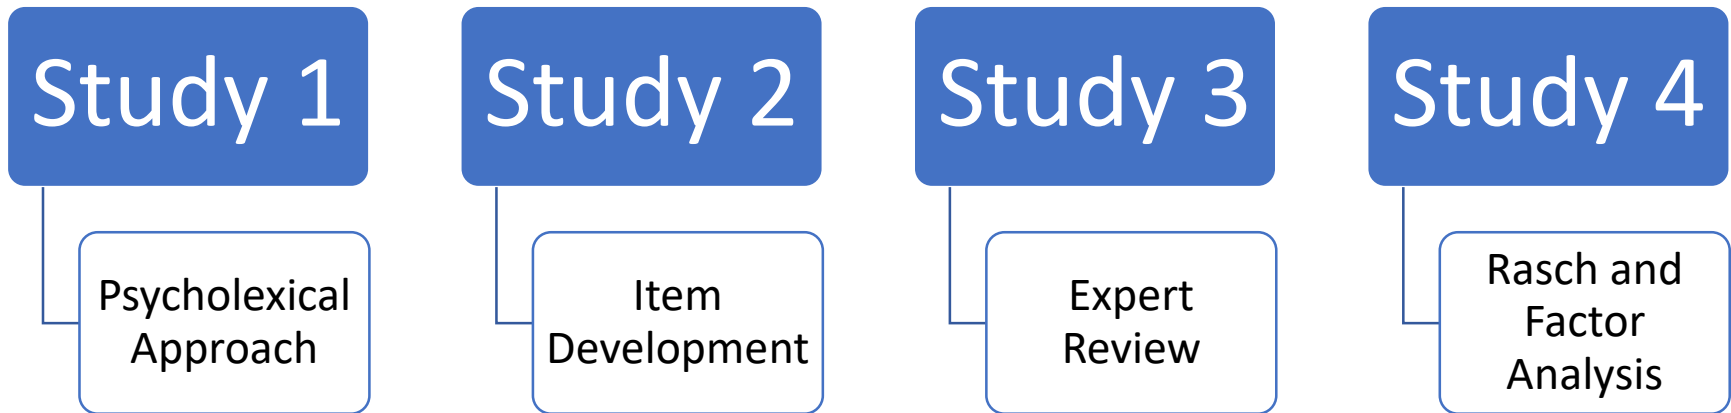 Study 1
Psycholexical
Approach
Study 2
Item
Development
Study 3
Expert
Review
Study 4
Rasch and
Factor
Analysis